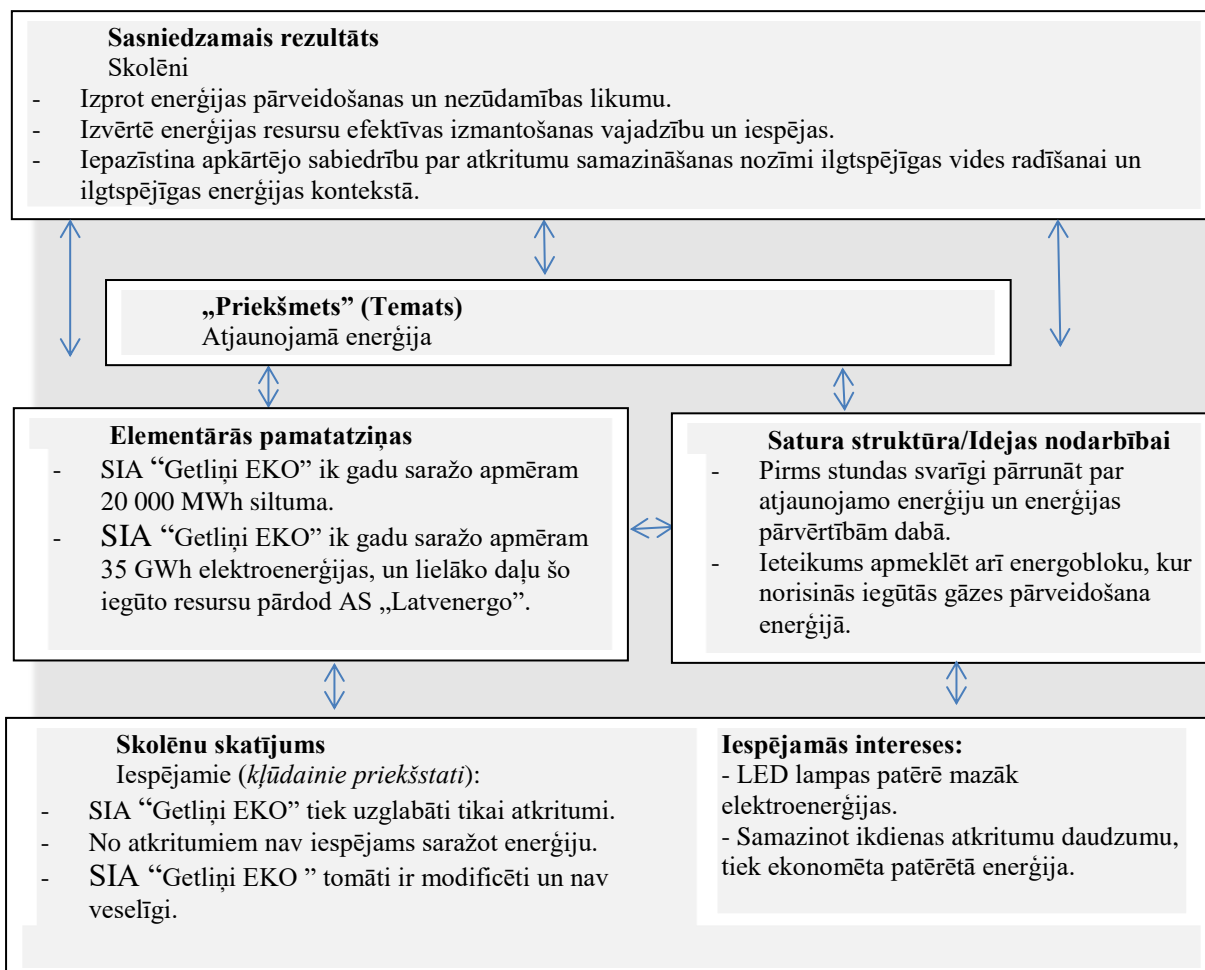 Sasniedzamais rezultāts
Skolēni
- Izprot enerģijas pārveidošanas un nezūdamības likumu.
- Izvērtē enerģijas resursu efektīvas izmantošanas vajadzību un iespējas.
- Iepazīstina apkārtējo sabiedrību par atkritumu samazināšanas nozīmi ilgtspējīgas vides radīšanai un
ilgtspējīgas enerģijas kontekstā.
„Priekšmets” (Temats)
Atjaunojamā enerģija
Elementārās pamatatziņas
- SIA “Getliņi EKO” ik gadu saražo apmēram
20 000 MWh siltuma.
- SIA “Getliņi EKO” ik gadu saražo apmēram
35 GWh elektroenerģijas, un lielāko daļu šo
iegūto resursu pārdod AS „Latvenergo”.
Satura struktūra/Idejas nodarbībai
- Pirms stundas svarīgi pārrunāt par
atjaunojamo enerģiju un enerģijas
pārvērtībām dabā.
- Ieteikums apmeklēt arī energobloku, kur
norisinās iegūtās gāzes pārveidošana
enerģijā.
Skolēnu skatījums
Iespējamie (kļūdainie priekšstati):
- SIA “Getliņi EKO” tiek uzglabāti tikai atkritumi.
- No atkritumiem nav iespējams saražot enerģiju.
- SIA “Getliņi EKO ” tomāti ir modificēti un nav
veselīgi.
Iespējamās intereses:
- LED lampas patērē mazāk
elektroenerģijas.
- Samazinot ikdienas atkritumu daudzumu,
tiek ekonomēta patērētā enerģija.